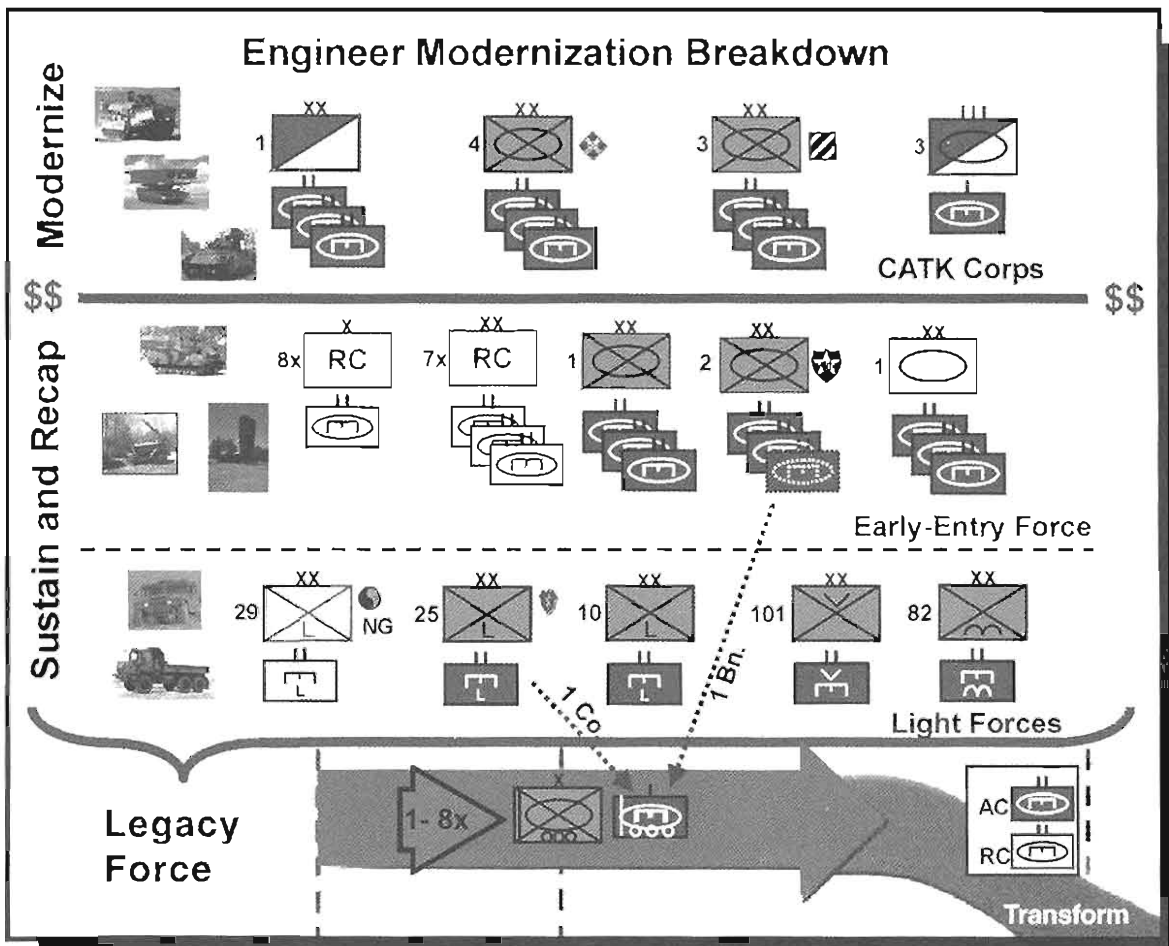 Engineer Modernization Breakdown
Modernize
XX
1
II
XX
4
II
XX
3
II
III
3
I
CATK Corps
$$
$$
Sustain and Recap
X
8x
RC
II
XX
7x
RC
II
XX
1
II
XX
2
II
XX
1
II
Early-Entry Force
XX
29
L
NG
II
L
XX
25
L
II
L
XX
10
L
II
L
XX
101
II
XX
82
II
1 Co
1 Bn.
Light Forces
Legacy
Force
1- 8x
X
I
II
AC
II
RC
Transform